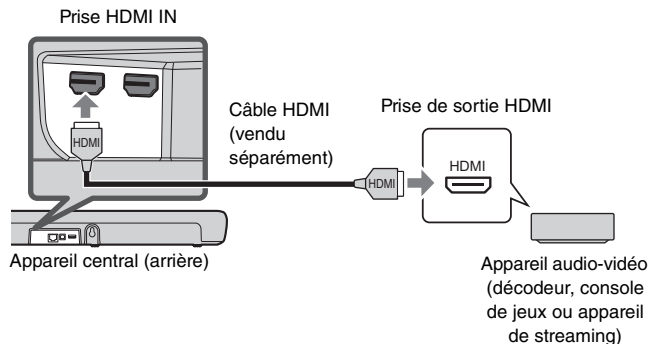 Prise HDMI IN
HDMI
Câble HDMI
(vendu
séparément)
HDMI
Prise de sortie HDMI
HDMI
Appareil central (arrière)
Appareil audio-vidéo
(décodeur, console
de jeux ou appareil
de streaming)